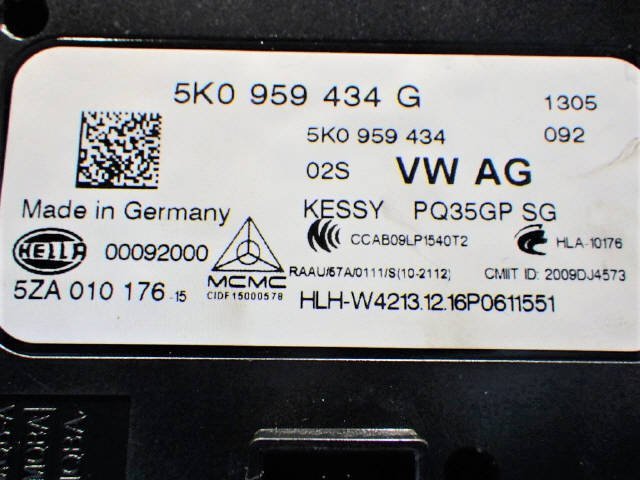 5K0 959 434 G 1305
5K0 959 434 092
02S VW AG
Made in Germany KESSY PQ35GP SG
HELLA 00092000 CCAB09LP1540T2 HLA-10176
MCMC RAAU/57A/0111/S(10-2112) CMIIT ID: 2009DJ4573
5ZA 010 176 -15 CIDF15000578 HLH-W4213.12.16P0611551